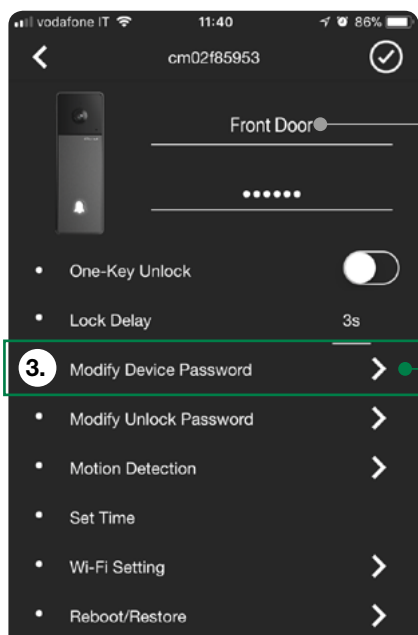 vodafone IT 11:40 86%
cm02f85953
Front Door
••••••
One-Key Unlock
Lock Delay 3s
3. Modify Device Password
Modify Unlock Password
Motion Detection
Set Time
Wi-Fi Setting
Reboot/Restore